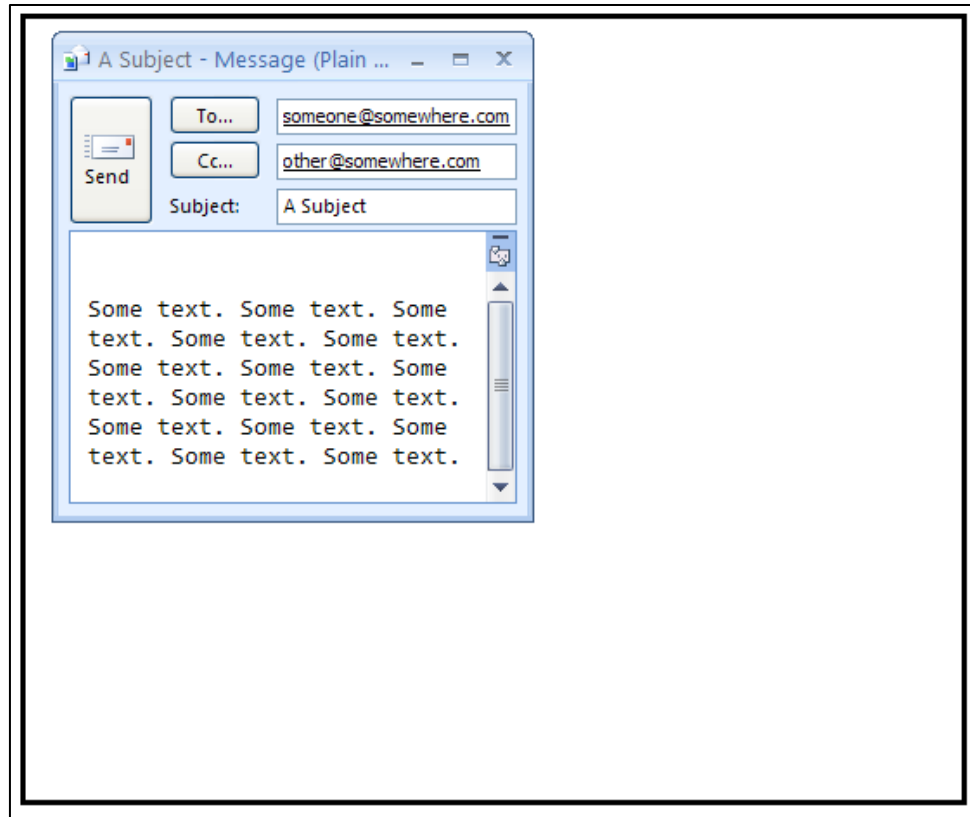 A Subject - Message (Plain ...
To...
someone@somewhere.com
Cc...
other@somewhere.com
Send
Subject:
A Subject
Some text. Some text. Some
text. Some text. Some text.
Some text. Some text. Some
text. Some text. Some text.
Some text. Some text. Some
text. Some text. Some text.